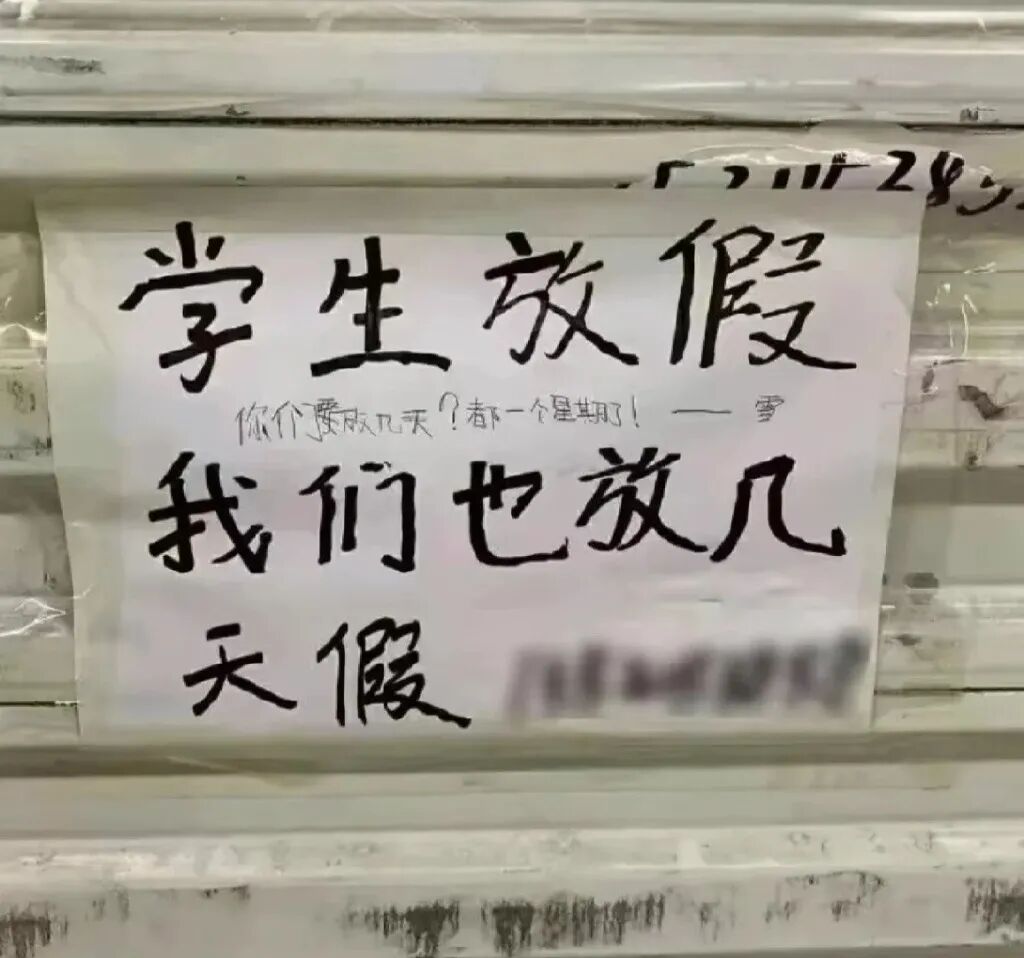 学生放假
你们要放几天？都一个星期了！——雪
我们也放几
天假